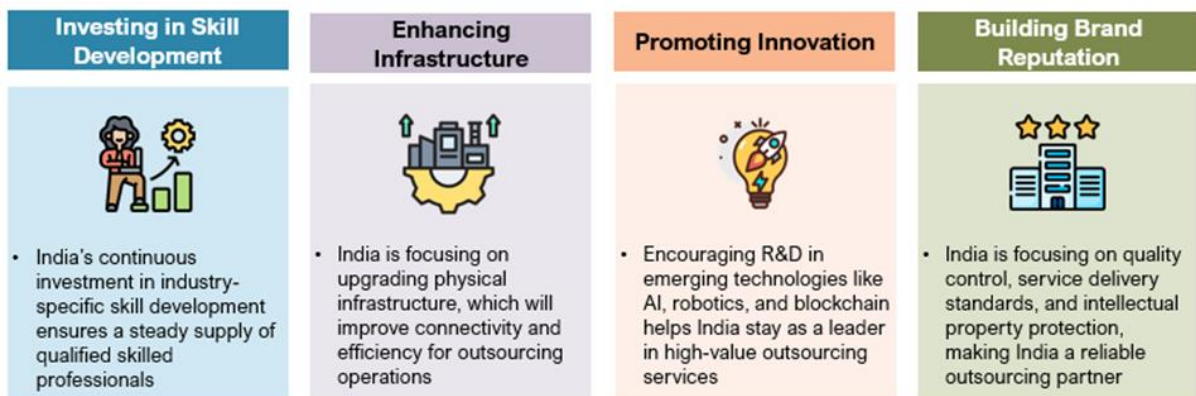 Investing in Skill
Development
• India's continuous
investment in industry-
specific skill development
ensures a steady supply of
qualified skilled
professionals
Enhancing
Infrastructure
• India is focusing on
upgrading physical
infrastructure, which will
improve connectivity and
efficiency for outsourcing
operations
Promoting Innovation
• Encouraging R&D in
emerging technologies like
AI, robotics, and blockchain
helps India stay as a leader
in high-value outsourcing
services
Building Brand
Reputation
• India is focusing on quality
control, service delivery
standards, and intellectual
property protection,
making India a reliable
outsourcing partner